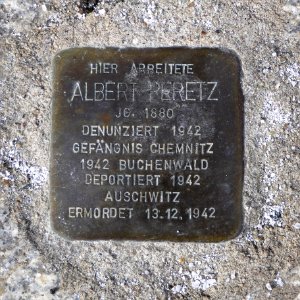 HIER ARBEITETE
ALBERT PERETZ
JG. 1880
DENUNZIERT 1942
GEFÄNGNIS CHEMNITZ
1942 BUCHENWALD
DEPORTIERT 1942
AUSCHWITZ
ERMORDET 13.12.1942